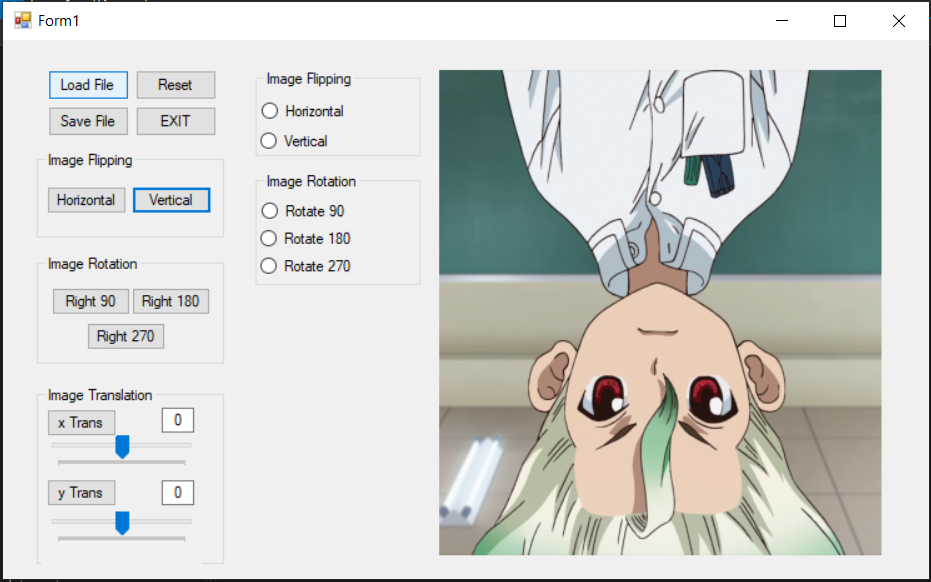 Form1
Load File
Reset
Save File
EXIT
Image Flipping
Horizontal
Vertical
Image Rotation
Right 90
Right 180
Right 270
Image Translation
x Trans
0
y Trans
0
Image Flipping
Horizontal
Vertical
Image Rotation
Rotate 90
Rotate 180
Rotate 270